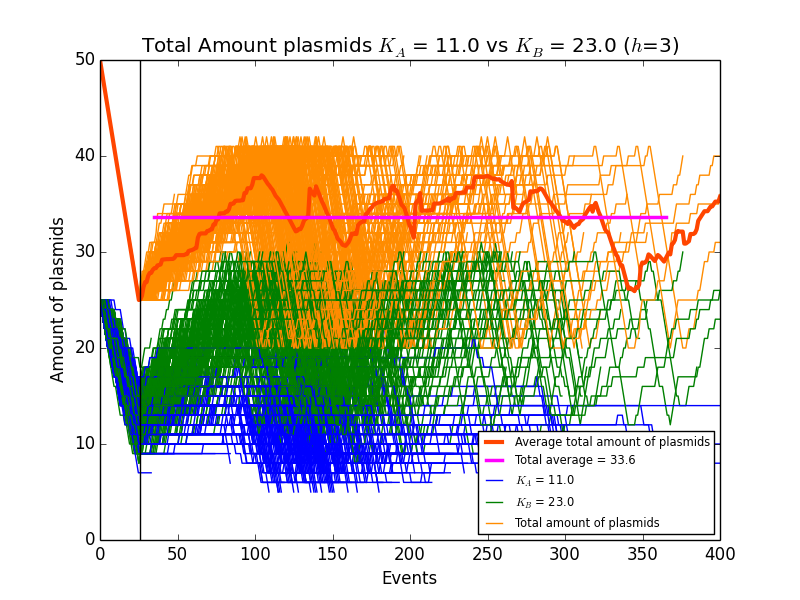 Total Amount plasmids K_A = 11.0 vs K_B = 23.0 (h=3)
50
40
30
20
10
0
Amount of plasmids
0 50 100 150 200 250 300 350 400
Events
Average total amount of plasmids
Total average = 33.6
K_A = 11.0
K_B = 23.0
Total amount of plasmids